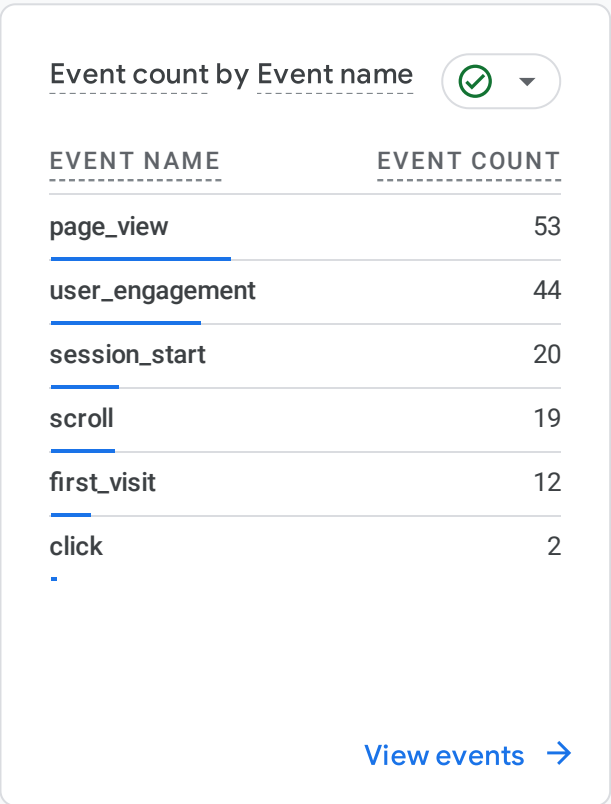 Event count by Event name
EVENT NAME EVENT COUNT
page_view 53
user_engagement 44
session_start 20
scroll 19
first_visit 12
click 2
View events